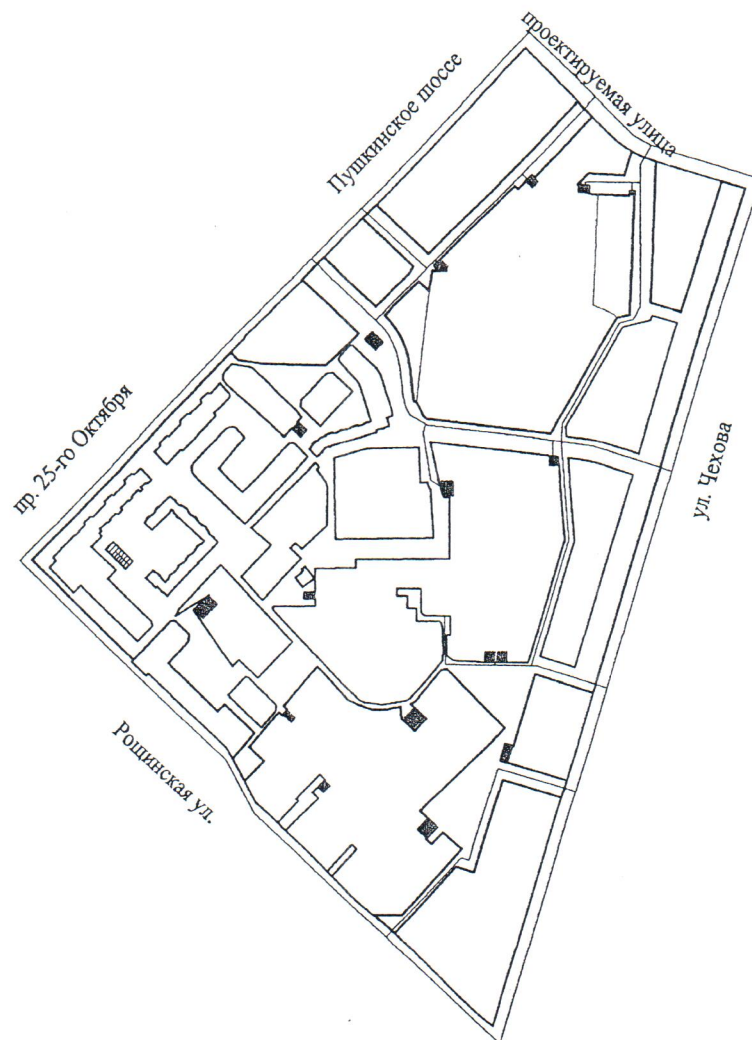 проектируемая улица
Пушкинское шоссе
пр. 25-го Октября
ул. Чехова
Рощинская ул.